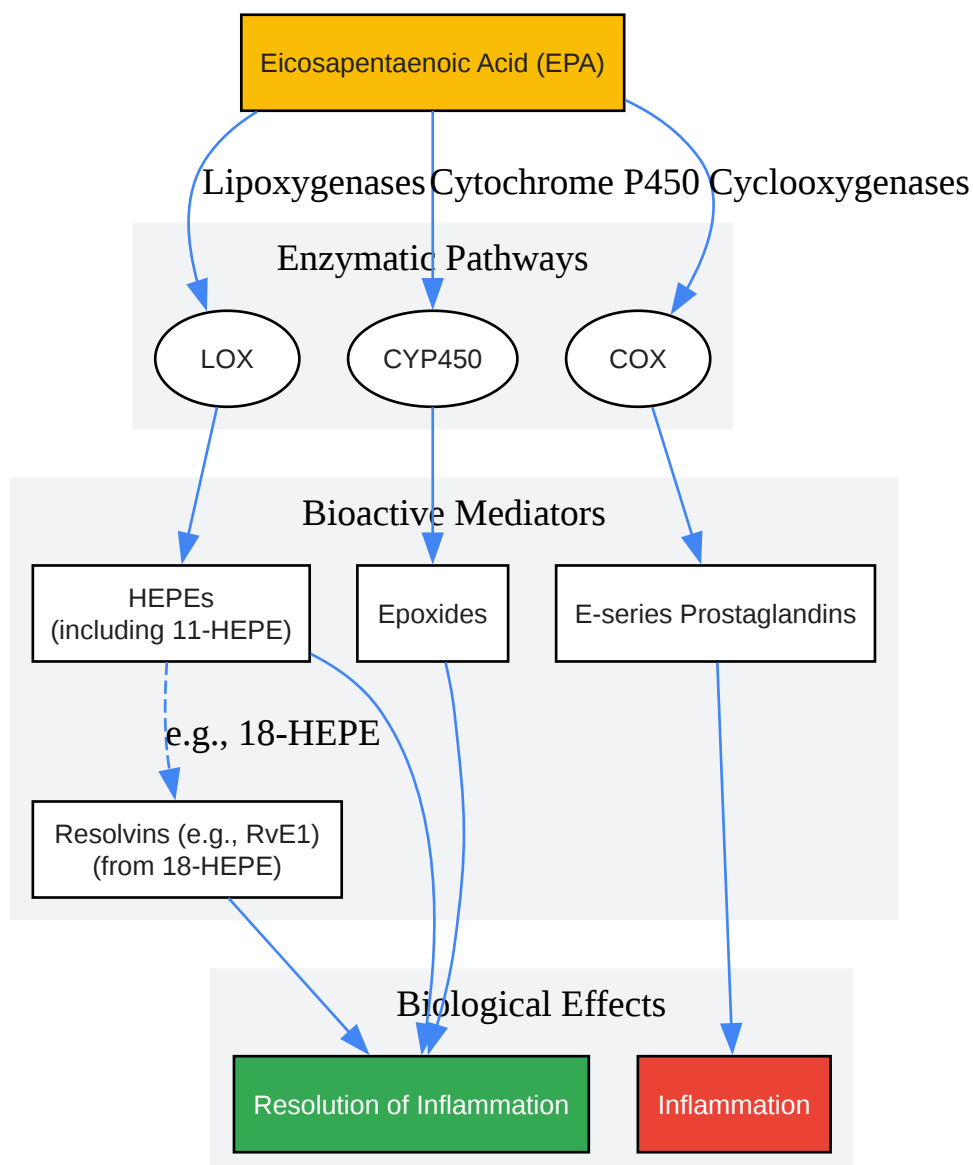 Eicosapentaenoic Acid (EPA)
Lipoxygenases
Cytochrome P450
Cyclooxygenases
Enzymatic Pathways
LOX
CYP450
COX
Bioactive Mediators
HEPEs
(including 11-HEPE)
Epoxides
E-series Prostaglandins
e.g., 18-HEPE
Resolvins (e.g., RvE1)
(from 18-HEPE)
Biological Effects
Resolution of Inflammation
Inflammation